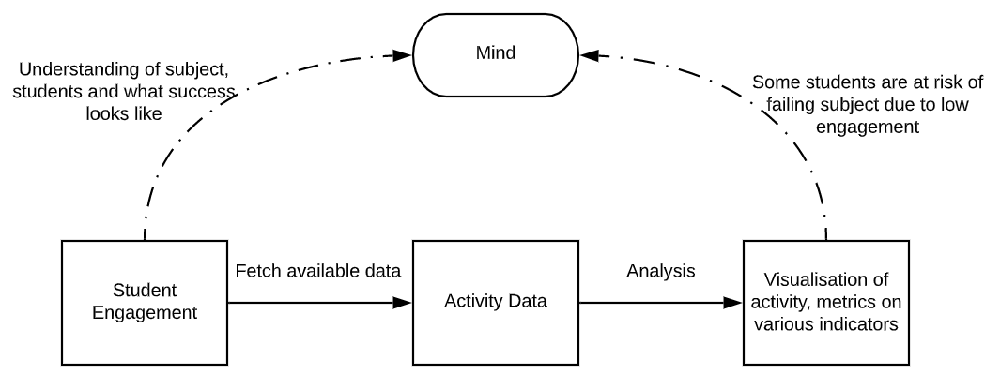 Mind
Understanding of subject,
students and what success
looks like
Some students are at risk of
failing subject due to low
engagement
Student
Engagement
Fetch available data
Activity Data
Analysis
Visualisation of
activity, metrics on
various indicators